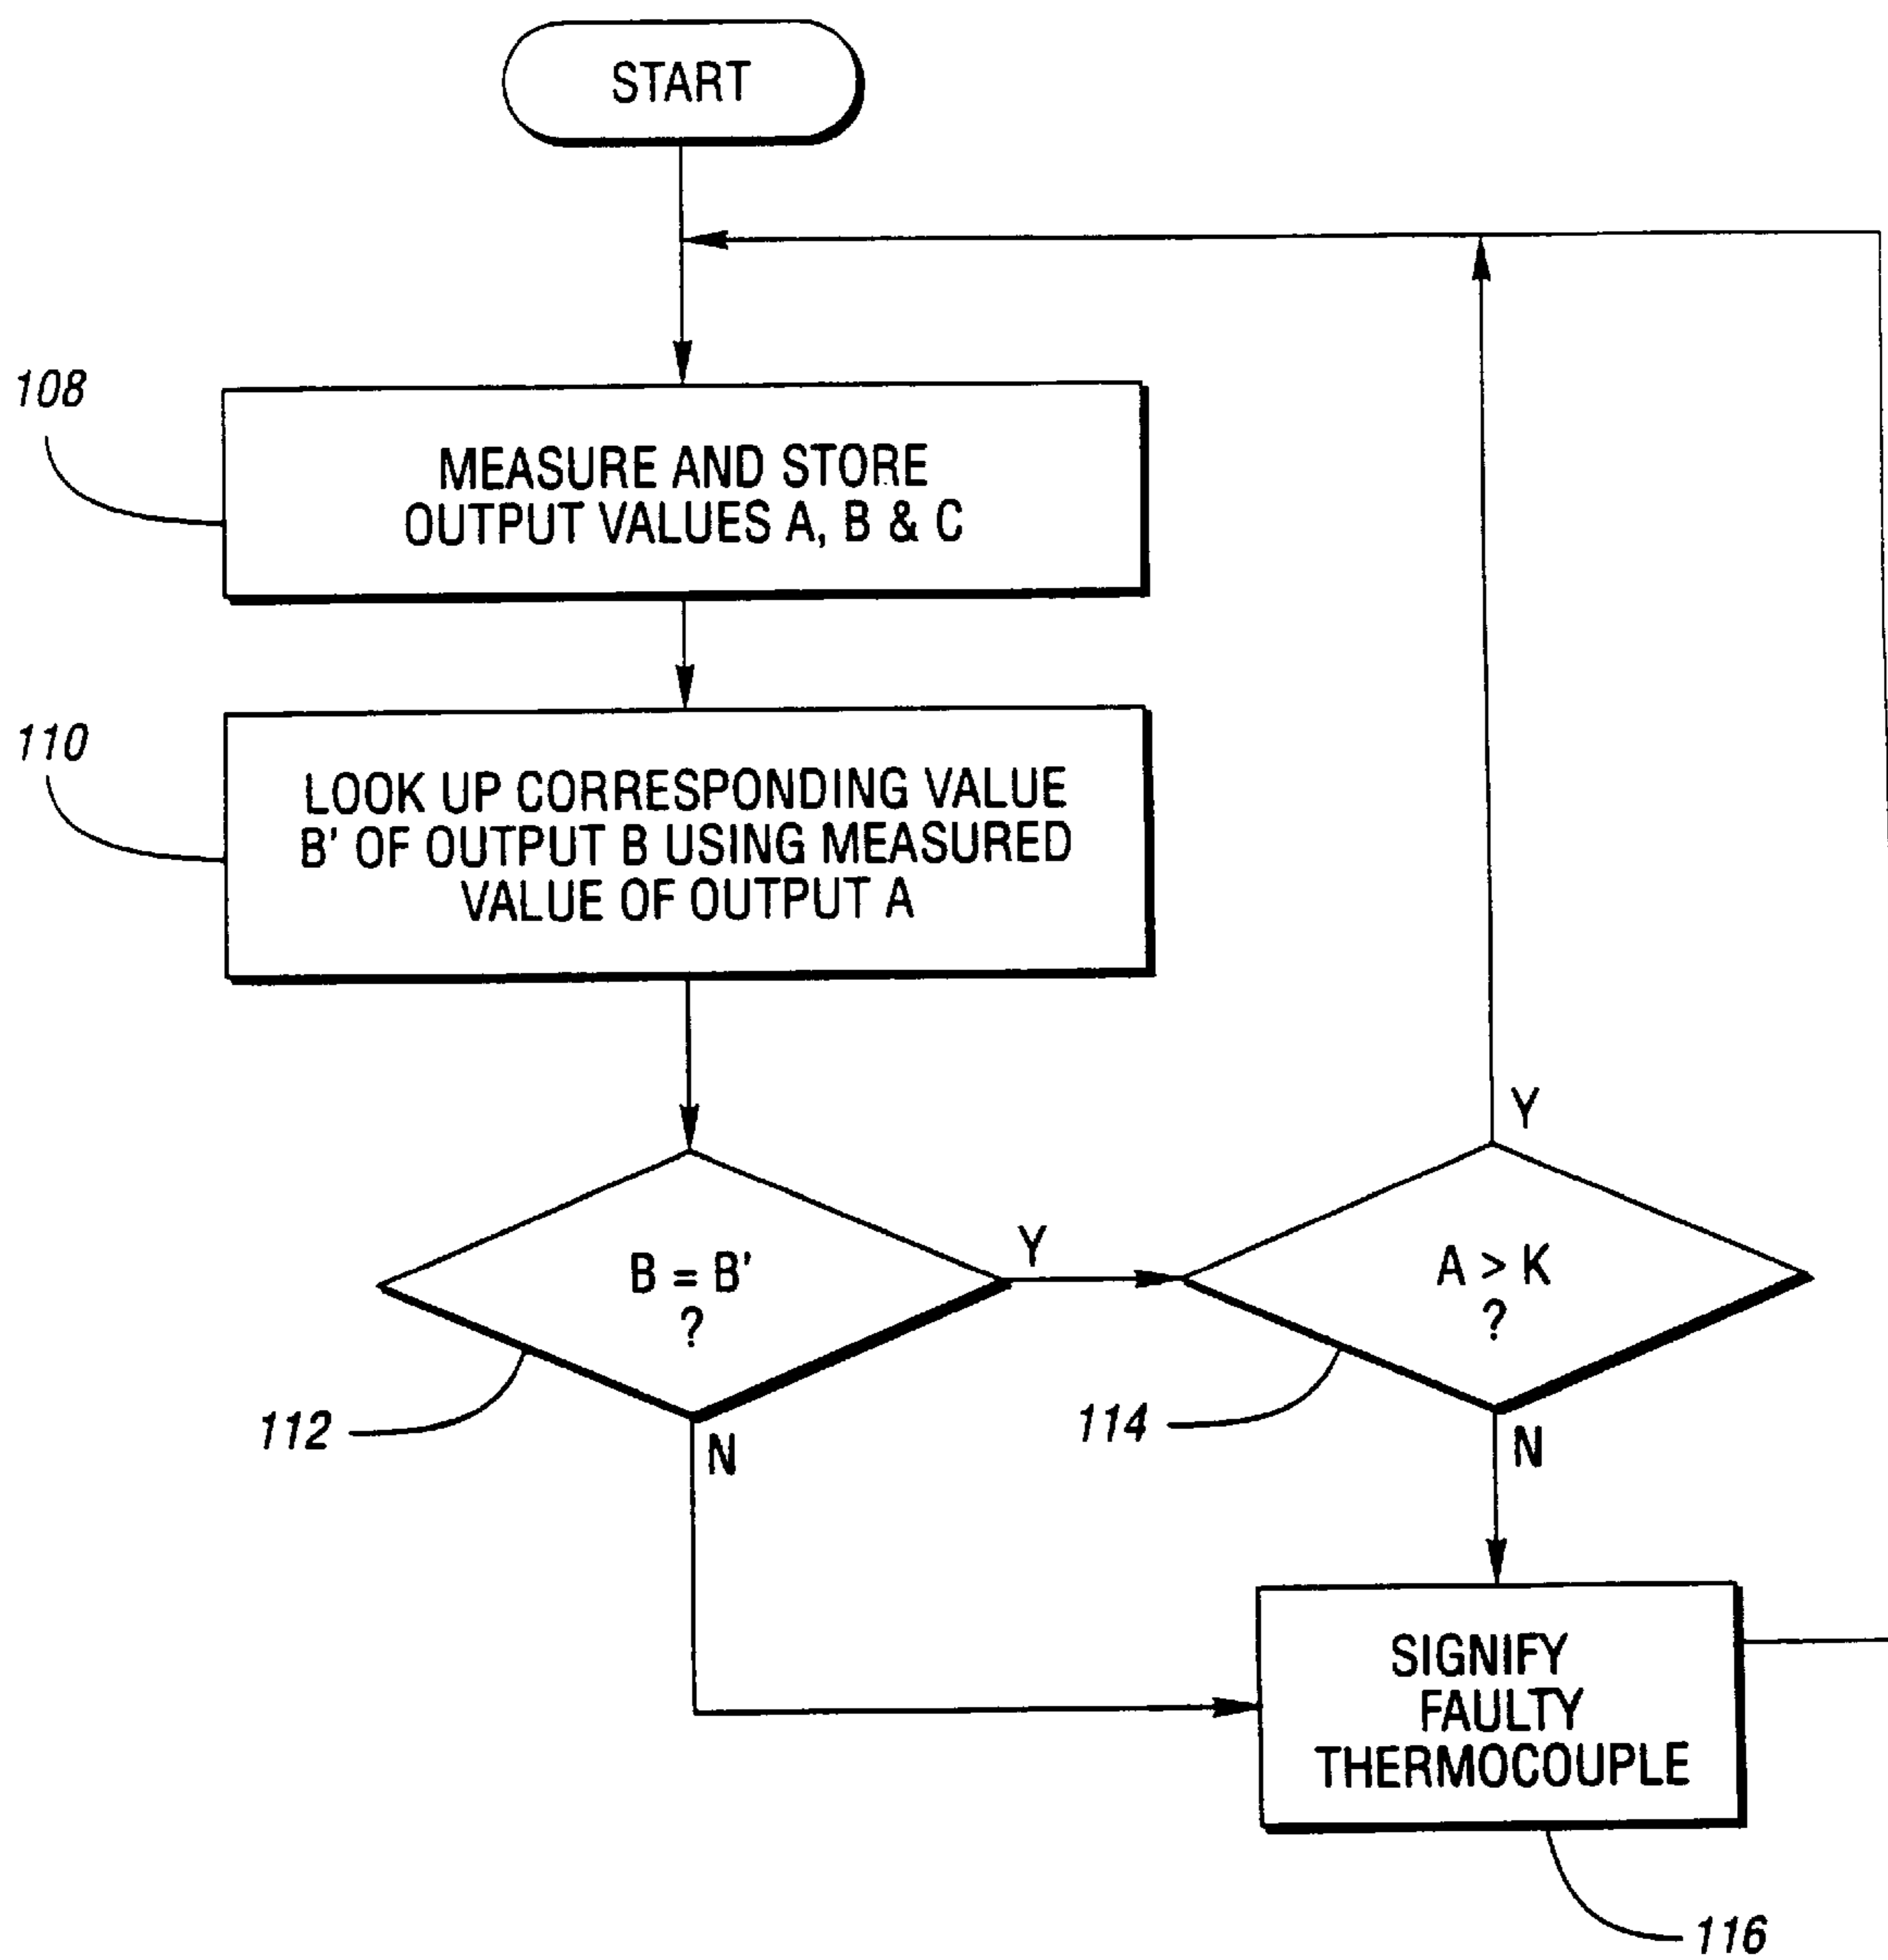 START
108
MEASURE AND STORE
OUTPUT VALUES A, B & C
110
LOOK UP CORRESPONDING VALUE
B' OF OUTPUT B USING MEASURED
VALUE OF OUTPUT A
B = B'
?
Y
N
112
A > K
?
Y
N
114
SIGNIFY
FAULTY
THERMOCOUPLE
116